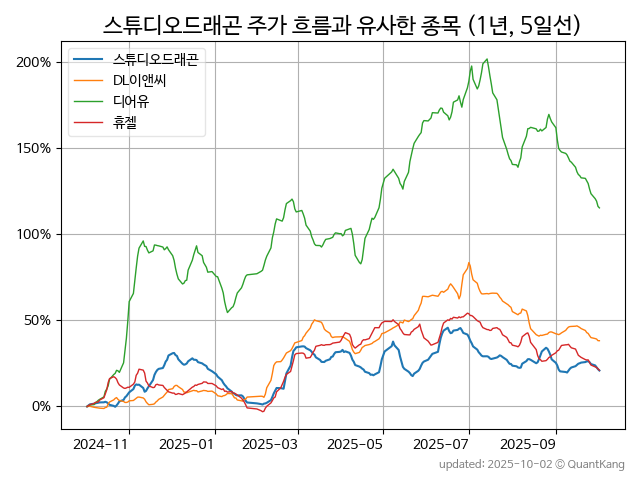 스튜디오드래곤 주가 흐름과 유사한 종목 (1년, 5일선)
200%
150%
100%
50%
0%
스튜디오드래곤
DL이앤씨
디어유
휴젤
2024-11
2025-01
2025-03
2025-05
2025-07
2025-09
updated: 2025-10-02 © QuantKang